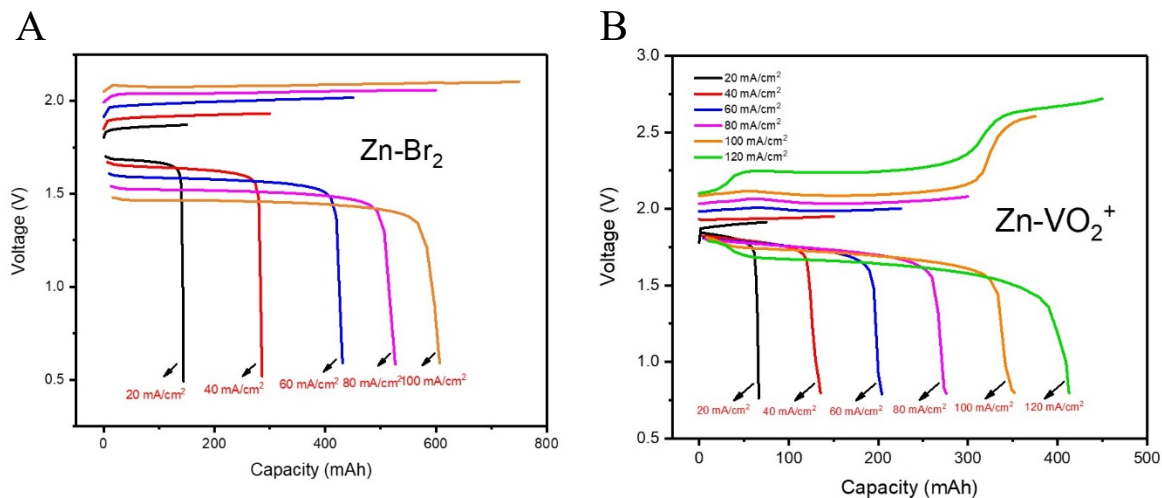 A
Voltage (V)
2.0
1.5
1.0
0.5
Zn-Br₂
20 mA/cm²
40 mA/cm²
60 mA/cm²
80 mA/cm²
100 mA/cm²
0
200
400
600
800
Capacity (mAh)
B
Voltage (V)
3.0
2.5
2.0
1.5
1.0
0.5
20 mA/cm²
40 mA/cm²
60 mA/cm²
80 mA/cm²
100 mA/cm²
120 mA/cm²
Zn-VO₂⁺
20 mA/cm²
40 mA/cm²
60 mA/cm²
80 mA/cm²
100 mA/cm²
120 mA/cm²
0
100
200
300
400
500
Capacity (mAh)